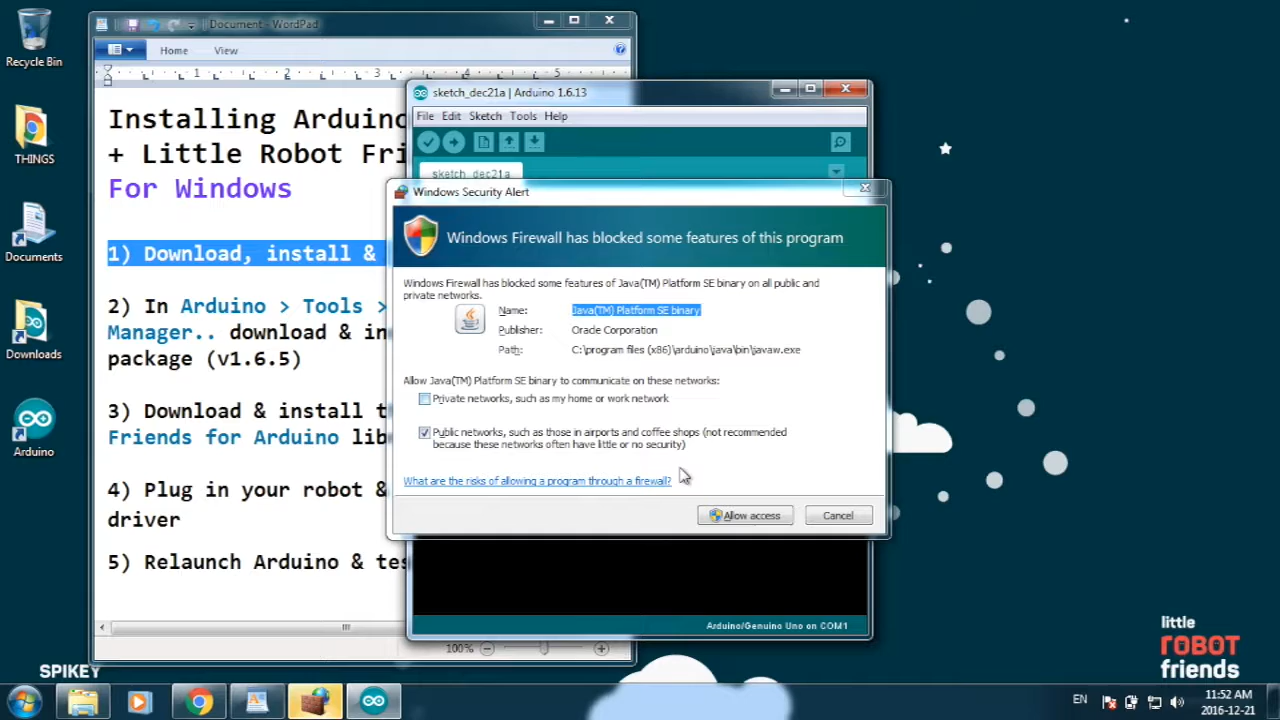 Recycle Bin
THINGS
Documents
Downloads
Arduino
Document - WordPad
Home View
1 2 3 4 5
Installing Arduino
+ Little Robot Fri
For Windows
1) Download, install &
2) In Arduino > Tools >
Manager.. download & in
package (v1.6.5)
3) Download & install t
Friends for Arduino lib
4) Plug in your robot &
driver
5) Relaunch Arduino & tes
100%
sketch_dec21a | Arduino 1.6.13
File Edit Sketch Tools Help
sketch_dec21a
Windows Security Alert
Windows Firewall has blocked some features of this program
Windows Firewall has blocked some features of Java(TM) Platform SE binary on all public and
private networks.
Name: Java(TM) Platform SE binary
Publisher: Oracle Corporation
Path: C:\program files (x86)\arduino\java\bin\javaw.exe
Allow Java(TM) Platform SE binary to communicate on these networks:
Private networks, such as my home or work network
Public networks, such as those in airports and coffee shops (not recommended
because these networks often have little or no security)
What are the risks of allowing a program through a firewall?
Allow access
Cancel
Arduino/Genuino Uno on COM1
little
ROBOT
friends
SPIKEY
EN
11:52 AM
2016-12-21